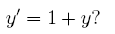 y′ = 1 + y?